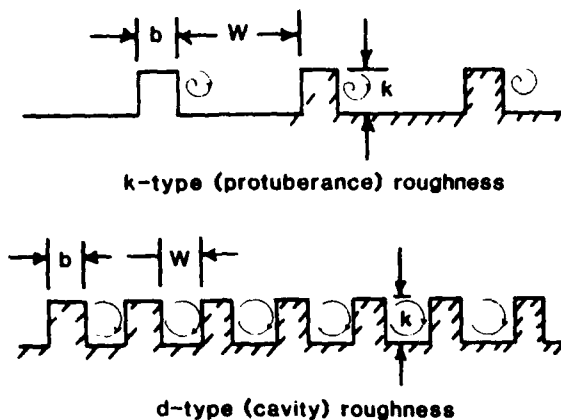 b W
k
k-type (protuberance) roughness
b W
k
d-type (cavity) roughness